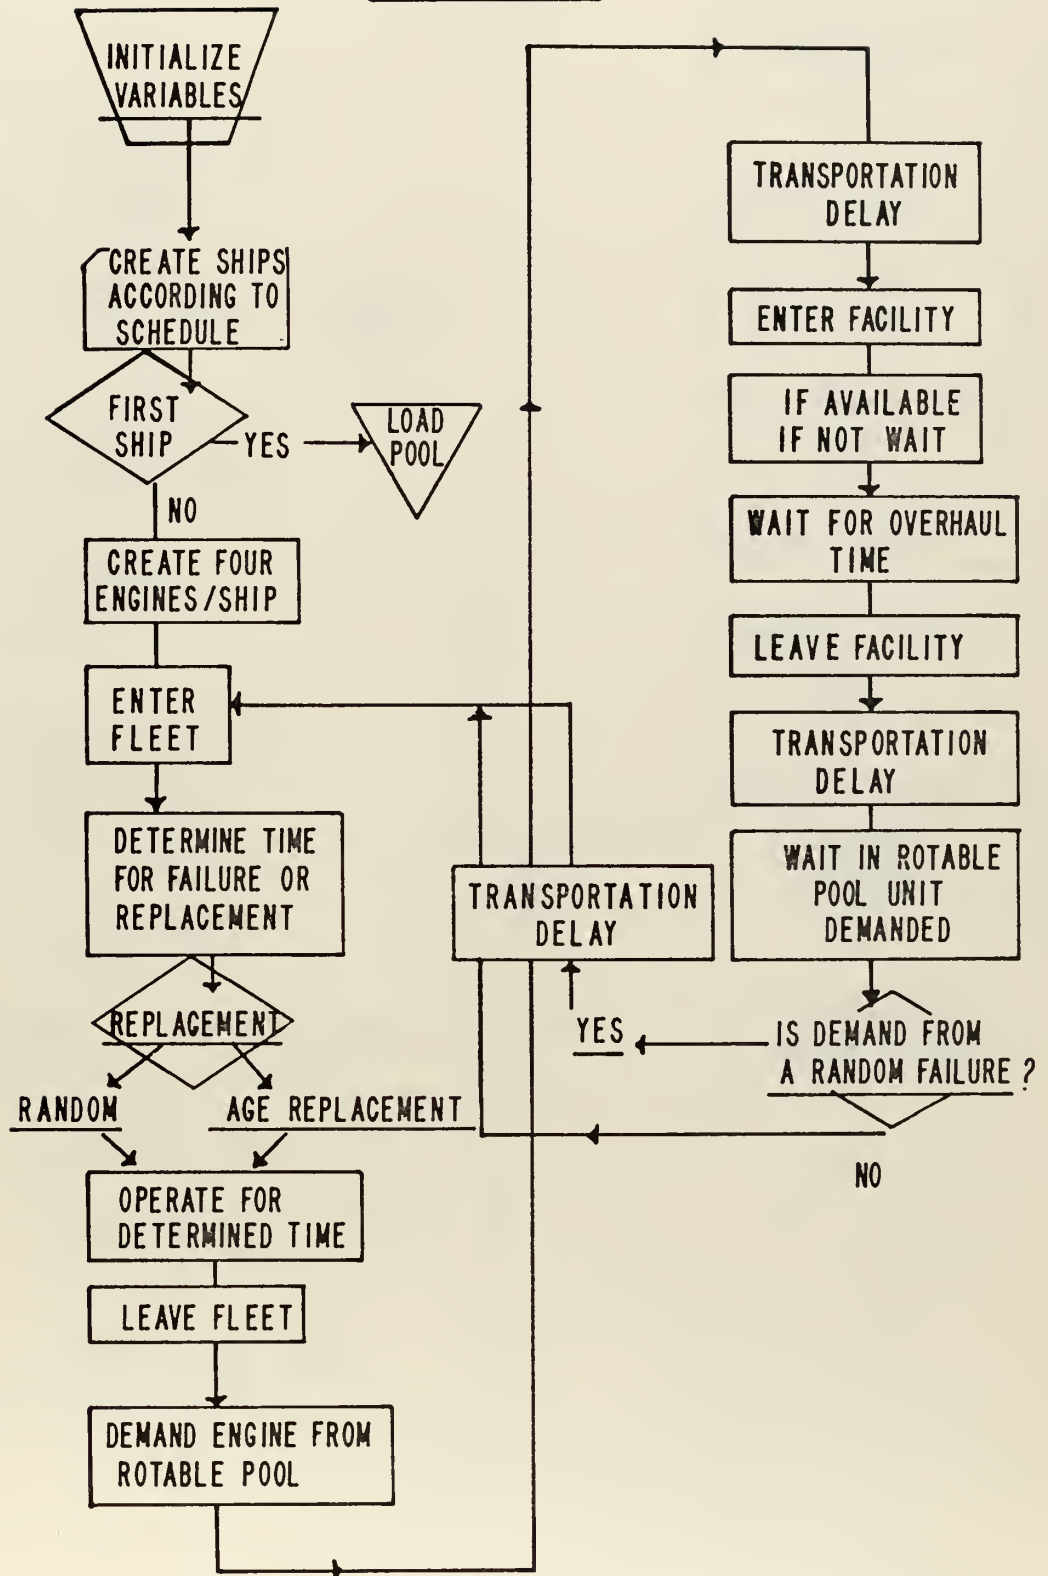 INITIALIZE
VARIABLES
CREATE SHIPS
ACCORDING TO
SCHEDULE
FIRST
SHIP
YES
LOAD
POOL
NO
CREATE FOUR
ENGINES/SHIP
ENTER
FLEET
DETERMINE TIME
FOR FAILURE OR
REPLACEMENT
REPLACEMENT
RANDOM
AGE REPLACEMENT
OPERATE FOR
DETERMINED TIME
LEAVE FLEET
DEMAND ENGINE FROM
ROTABLE POOL
TRANSPORTATION
DELAY
ENTER FACILITY
IF AVAILABLE
IF NOT WAIT
WAIT FOR OVERHAUL
TIME
LEAVE FACILITY
TRANSPORTATION
DELAY
WAIT IN ROTABLE
POOL UNIT
DEMANDED
IS DEMAND FROM
A RANDOM FAILURE?
YES
NO
TRANSPORTATION
DELAY